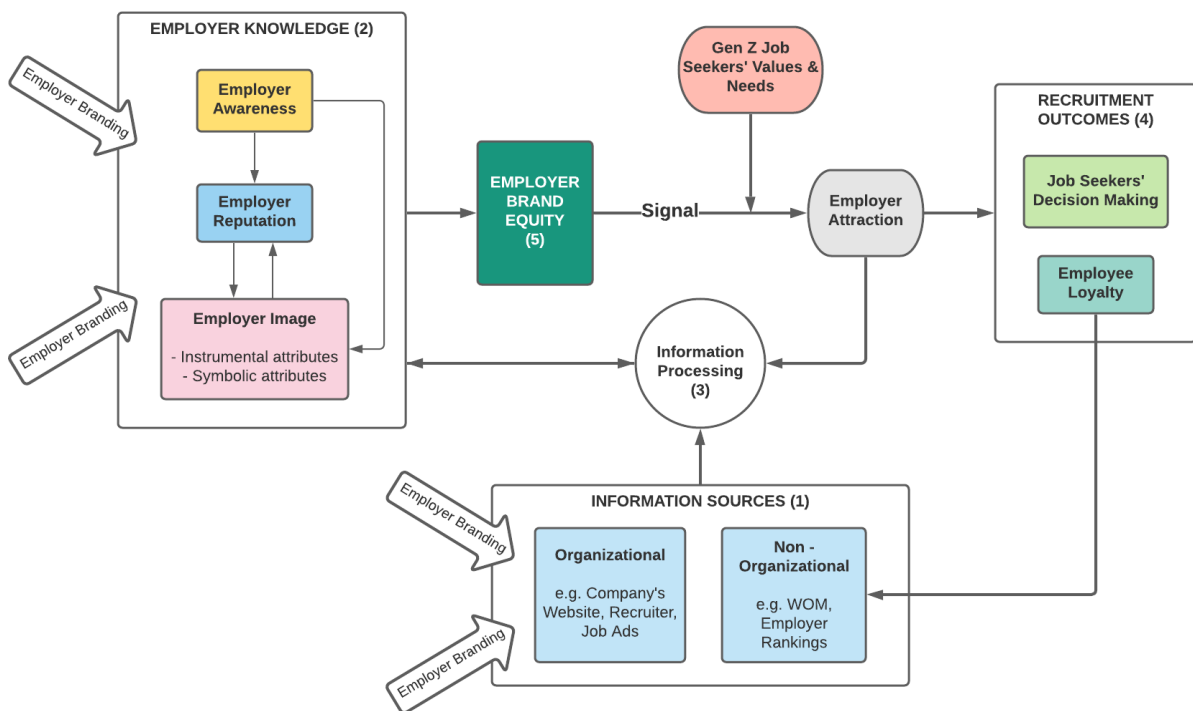 EMPLOYER KNOWLEDGE (2)
Employer Branding
Employer
Awareness
Employer
Reputation
Employer Branding
Employer Image
- Instrumental attributes
- Symbolic attributes
EMPLOYER
BRAND
EQUITY
(5)
Signal
Gen Z Job
Seekers' Values &
Needs
Employer
Attraction
RECRUITMENT
OUTCOMES (4)
Job Seekers'
Decision Making
Employee
Loyalty
Information
Processing
(3)
INFORMATION SOURCES (1)
Employer Branding
Employer Branding
Organizational
e.g. Company's
Website, Recruiter,
Job Ads
Non -
Organizational
e.g. WOM,
Employer
Rankings